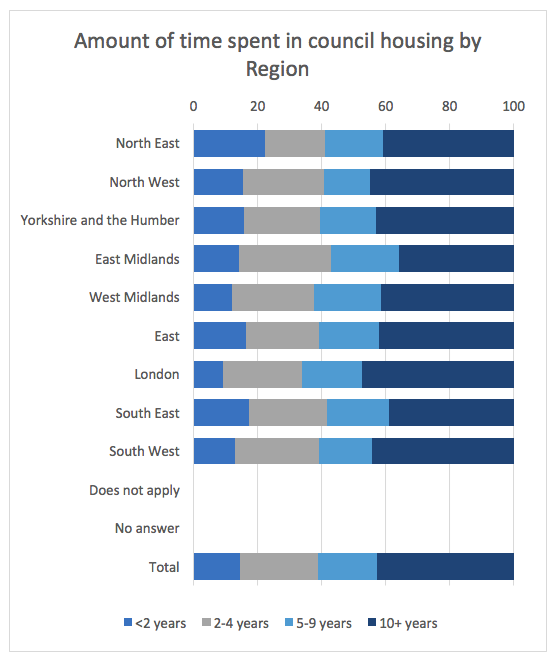 Amount of time spent in council housing by
Region
0 20 40 60 80 100
North East
North West
Yorkshire and the Humber
East Midlands
West Midlands
East
London
South East
South West
Does not apply
No answer
Total
<2 years 2-4 years 5-9 years 10+ years